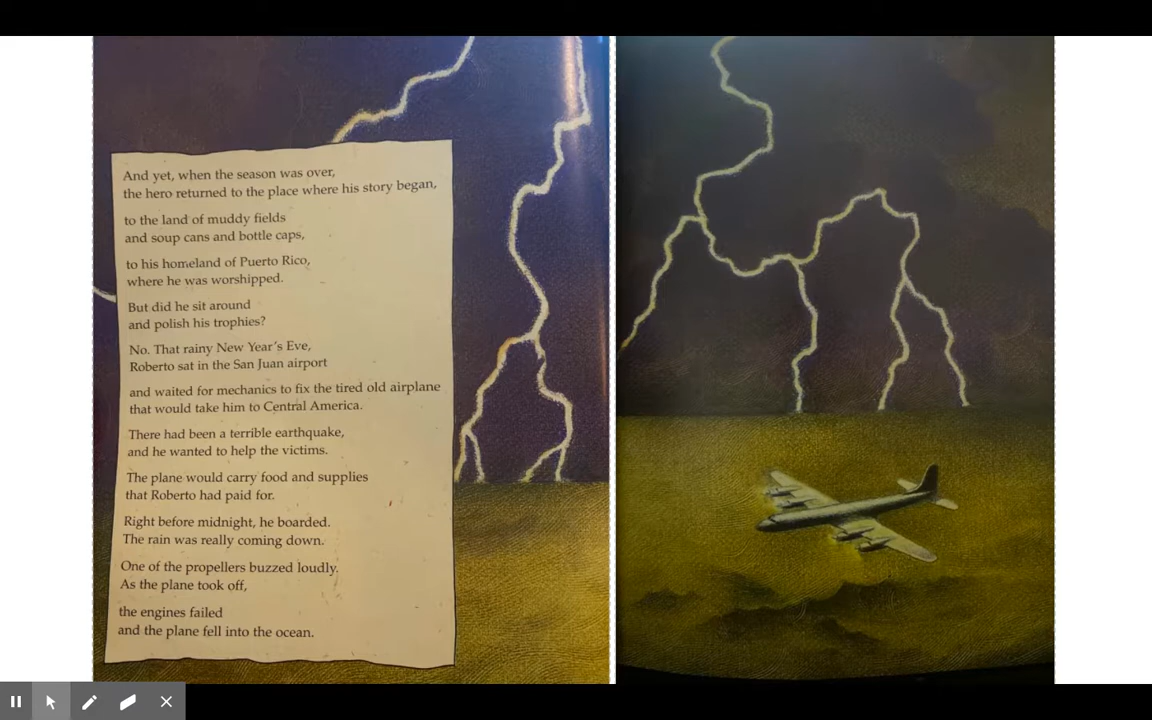 And yet, when the season was over,
the hero returned to the place where his story began,
to the land of muddy fields
and soup cans and bottle caps,
to his homeland of Puerto Rico,
where he was worshipped.
But did he sit around
and polish his trophies?
No. That rainy New Year's Eve,
Roberto sat in the San Juan airport
and waited for mechanics to fix the tired old airplane
that would take him to Central America.
There had been a terrible earthquake,
and he wanted to help the victims.
The plane would carry food and supplies
that Roberto had paid for.
Right before midnight, he boarded.
The rain was really coming down.
One of the propellers buzzed loudly.
As the plane took off,
the engines failed
and the plane fell into the ocean.